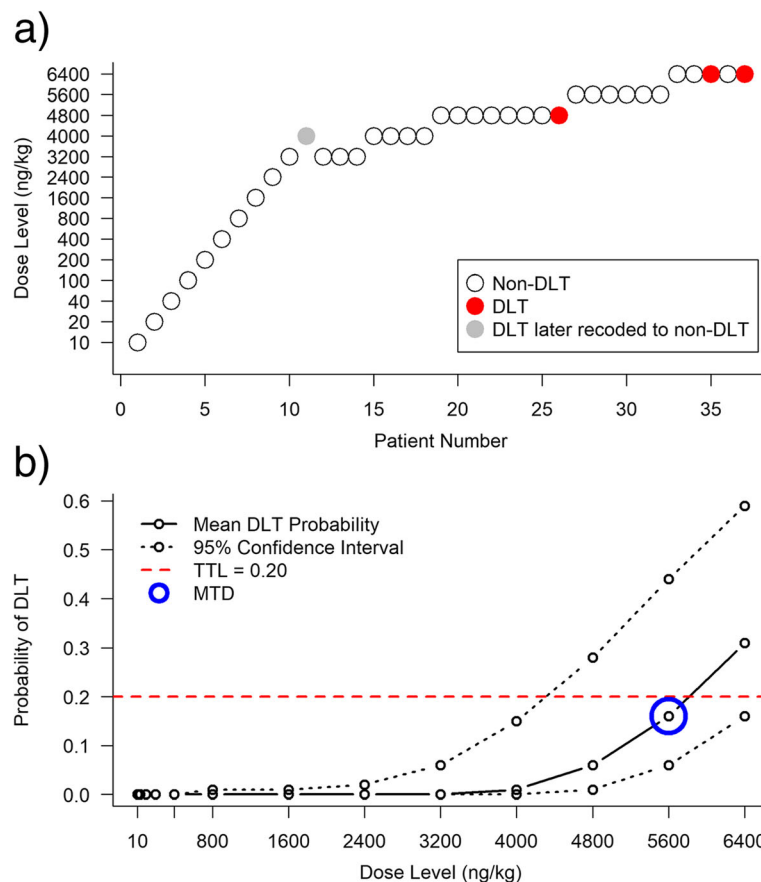 a)
Dose Level (ng/kg)
6400
5600
4800
4000
3200
2400
1600
800
400
200
100
40
20
10
Non-DLT
DLT
DLT later recoded to non-DLT
0 5 10 15 20 25 30 35
Patient Number
b)
Probability of DLT
0.6
0.5
0.4
0.3
0.2
0.1
0.0
Mean DLT Probability
95% Confidence Interval
TTL = 0.20
MTD
10 800 1600 2400 3200 4000 4800 5600 6400
Dose Level (ng/kg)